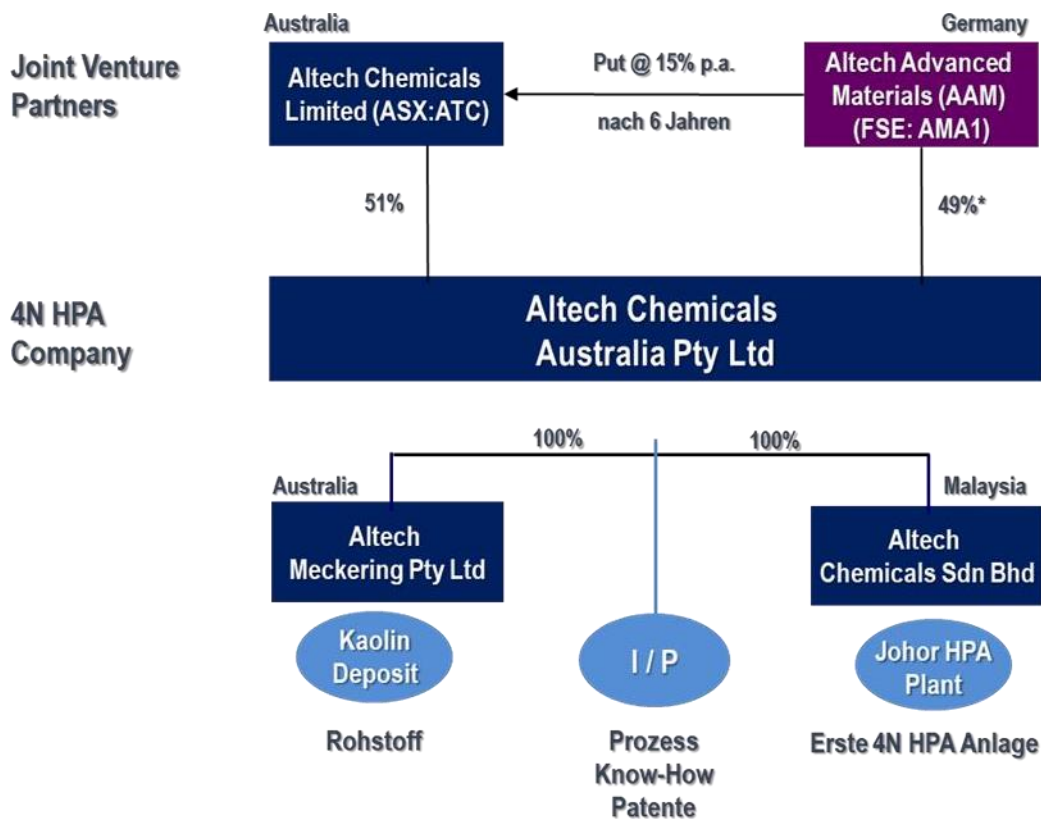 Australia
Germany
Joint Venture
Partners
Altech Chemicals
Limited (ASX:ATC)
Put @ 15% p.a.
nach 6 Jahren
Altech Advanced
Materials (AAM)
(FSE: AMA1)
51%
49%*
4N HPA
Company
Altech Chemicals
Australia Pty Ltd
100%
100%
Australia
Malaysia
Altech
Meckering Pty Ltd
Altech
Chemicals Sdn Bhd
Kaolin
Deposit
I / P
Johor HPA
Plant
Rohstoff
Prozess
Know-How
Patente
Erste 4N HPA Anlage